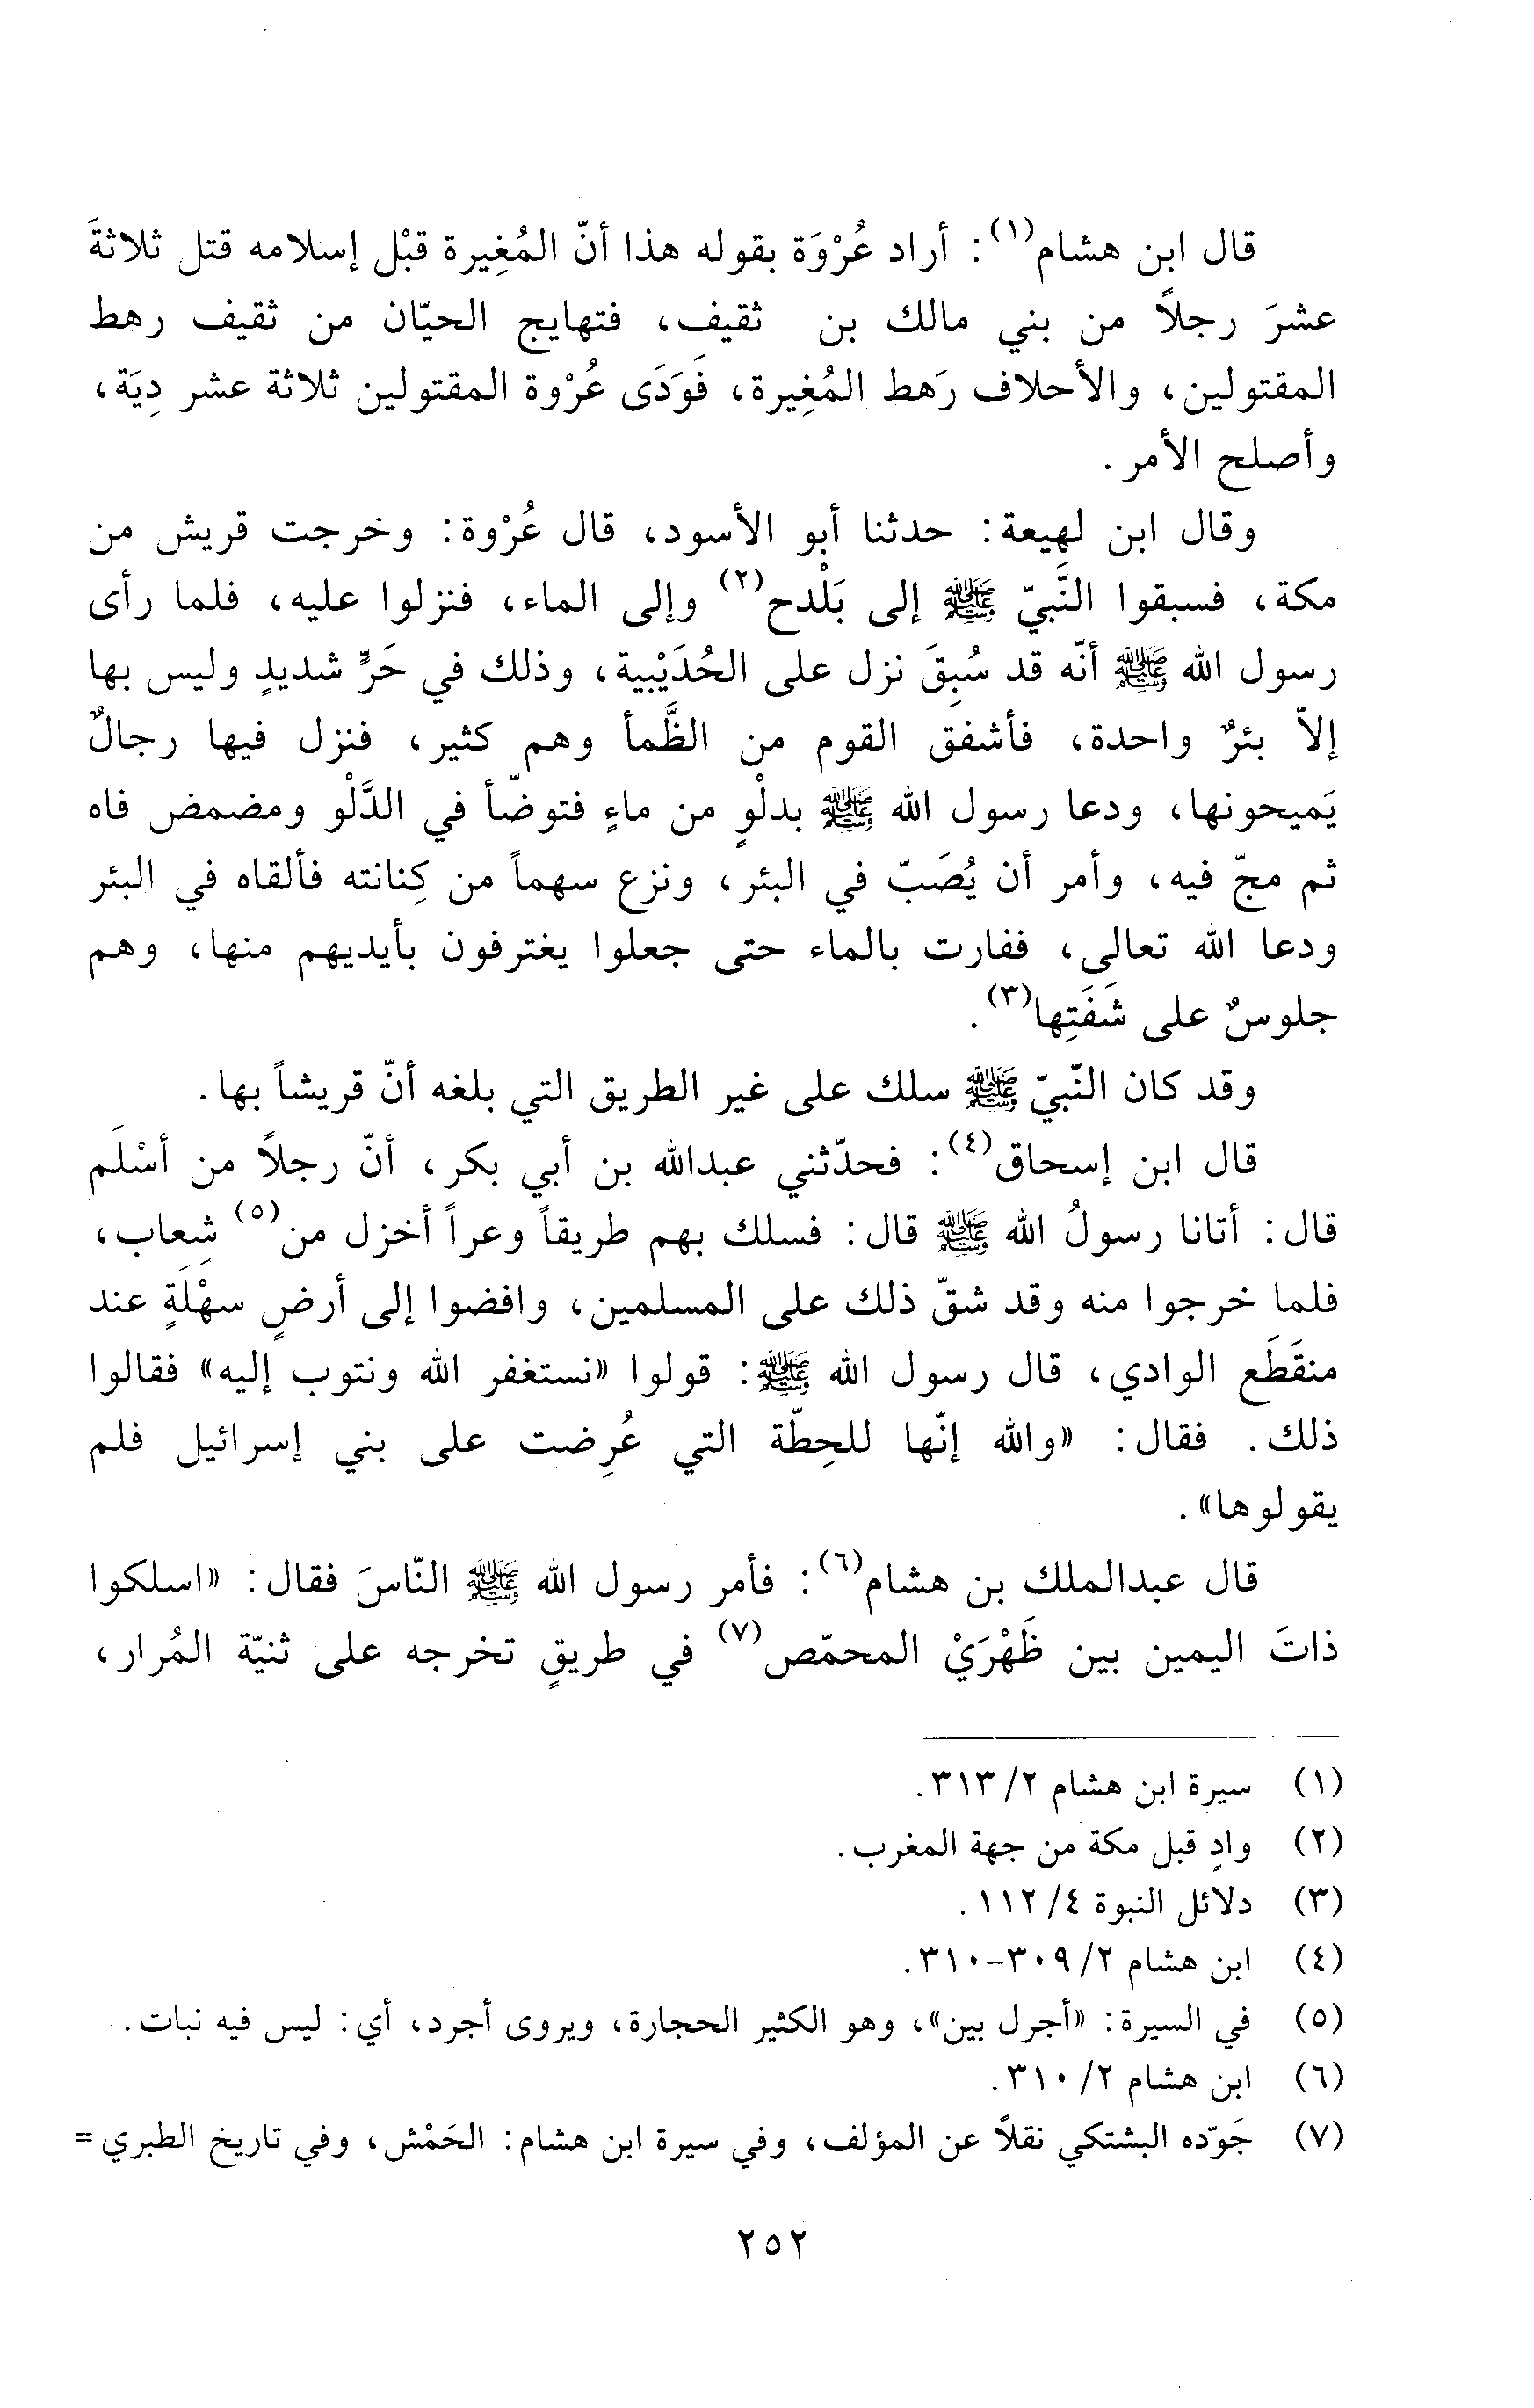 قال ابن هشام(١): أراد عُرْوَة بقوله هذا أنّ المُغِيرة قبْل إسلامه قتل ثلاثةَ
عشرَ رجلاً من بني مالك بن ثقيف، فتهايج الحيّان من ثقيف رهط
المقتولين، والأحلاف رَهط المُغِيرة، فَوَدَى عُرْوة المقتولين ثلاثة عشر دِيَة،
وأصلح الأمر.
وقال ابن لهيعة: حدثنا أبو الأسود، قال عُرْوة: وخرجت قريش من
مكة، فسبقوا النَّبيّ ﷺ إلى بَلْدح(٢) وإلى الماء، فنزلوا عليه، فلما رأى
رسول الله ﷺ أنّه قد سُبِقَ نزل على الحُدَيْبية، وذلك في حَرٍّ شديدٍ وليس بها
إلاّ بئرٌ واحدة، فأشفق القوم من الظَّمأ وهم كثير، فنزل فيها رجالٌ
يَميحونها، ودعا رسول الله ﷺ بدلْوٍ من ماءٍ فتوضّأ في الدَّلْو ومضمض فاه
ثم مجّ فيه، وأمر أن يُصَبّ في البئر، ونزع سهماً من كِنانته فألقاه في البئر
ودعا الله تعالى، ففارت بالماء حتى جعلوا يغترفون بأيديهم منها، وهم
جلوسٌ على شَفَتِها(٣).
وقد كان النّبيّ ﷺ سلك على غير الطريق التي بلغه أنّ قريشاً بها.
قال ابن إسحاق(٤): فحدّثني عبدالله بن أبي بكر، أنّ رجلاً من أسْلَم
قال: أتانا رسولُ الله ﷺ قال: فسلك بهم طريقاً وعراً أخزل من(٥) شِعاب،
فلما خرجوا منه وقد شقّ ذلك على المسلمين، وافضوا إلى أرضٍ سهْلَةٍ عند
منقَطَع الوادي، قال رسول الله ﷺ: قولوا «نستغفر الله ونتوب إليه» فقالوا
ذلك. فقال: «والله إنّها للحِطّة التي عُرِضت على بني إسرائيل فلم
يقولوها».
قال عبدالملك بن هشام(٦): فأمر رسول الله ﷺ النّاسَ فقال: «اسلكوا
ذاتَ اليمين بين ظَهْرَيْ المحمّص(٧) في طريقٍ تخرجه على ثنيّة المُرار،
(١) سيرة ابن هشام ٢/ ٣١٣.
(٢) وادٍ قبل مكة من جهة المغرب.
(٣) دلائل النبوة ٤/ ١١٢.
(٤) ابن هشام ٢/ ٣٠٩-٣١٠.
(٥) في السيرة: «أجرل بين»، وهو الكثير الحجارة، ويروى أجرد، أي: ليس فيه نبات.
(٦) ابن هشام ٢/ ٣١٠.
(٧) جَوّده البشتكي نقلاً عن المؤلف، وفي سيرة ابن هشام: الحَمْش، وفي تاريخ الطبري =
٢٥٢